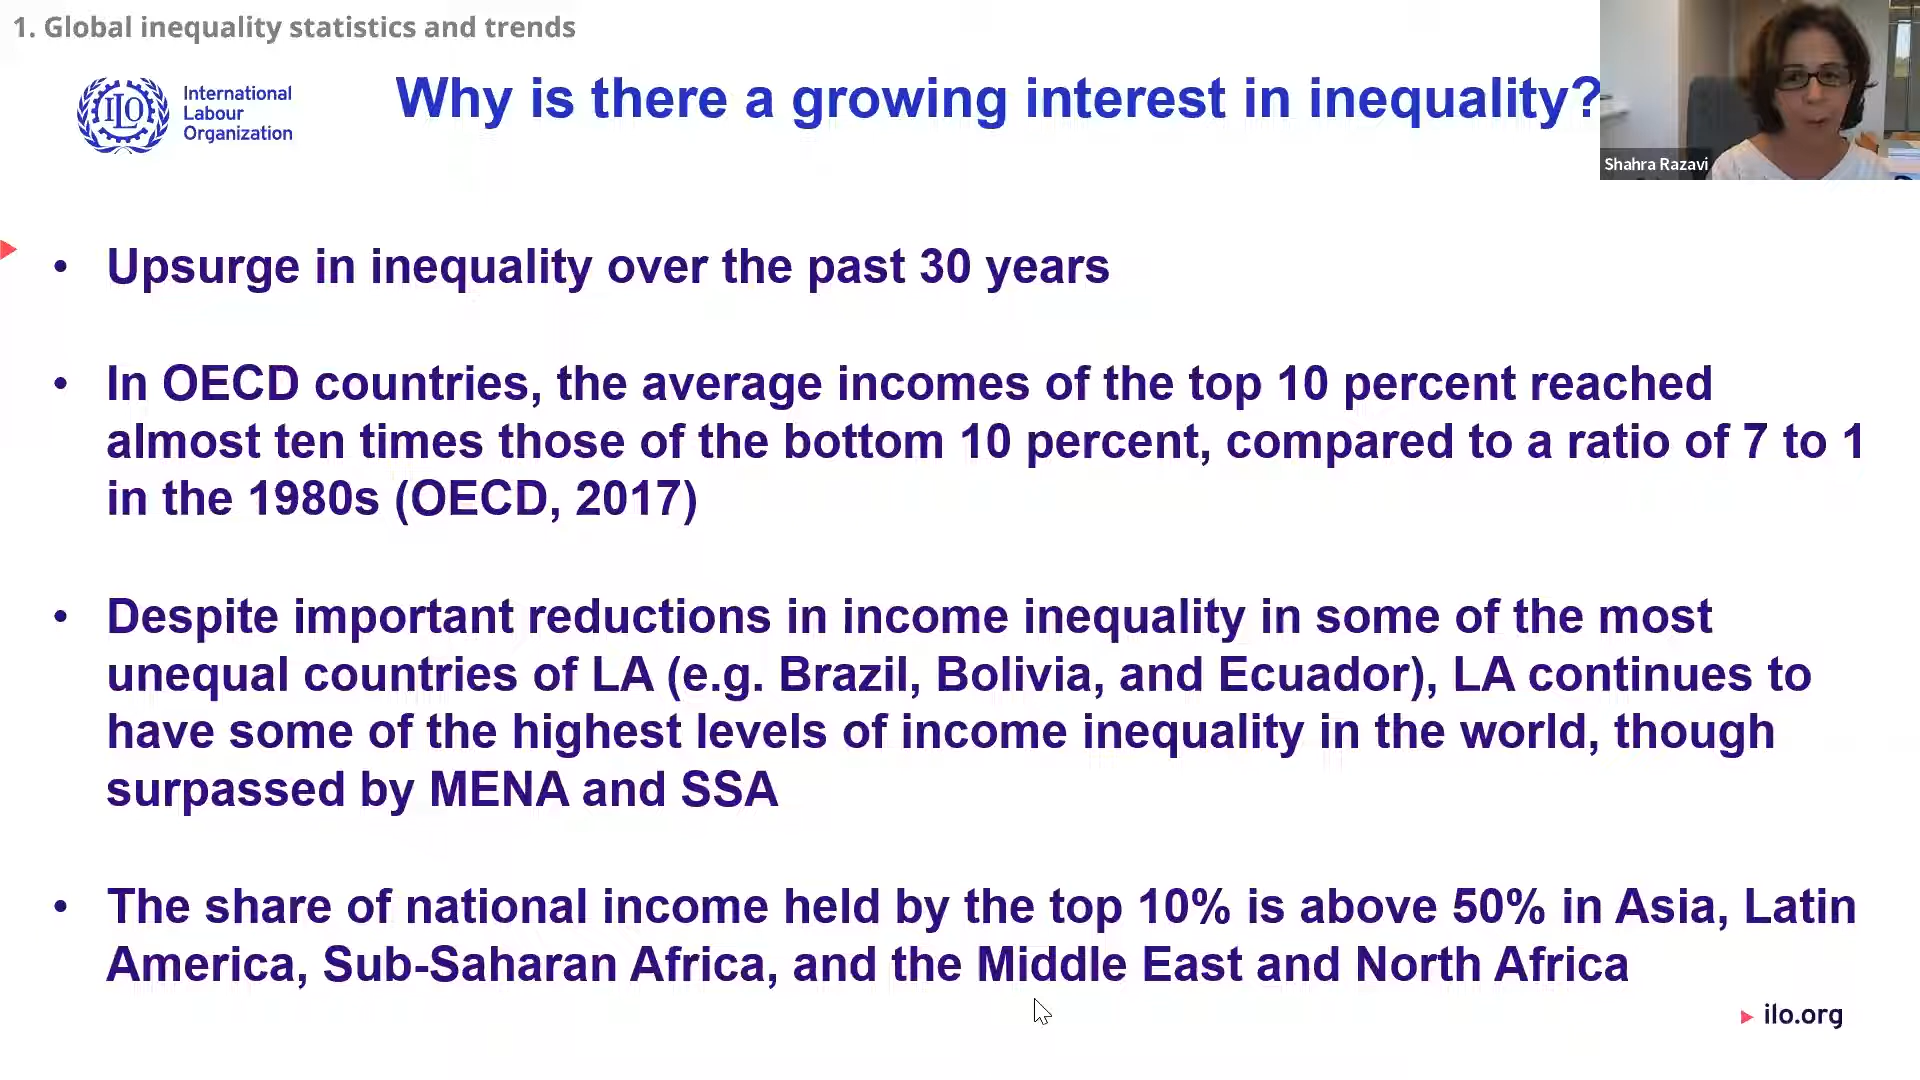 1. Global inequality statistics and trends
ILO
International
Labour
Organization
Why is there a growing interest in inequality?
Shahra Razavi
• Upsurge in inequality over the past 30 years
• In OECD countries, the average incomes of the top 10 percent reached
almost ten times those of the bottom 10 percent, compared to a ratio of 7 to 1
in the 1980s (OECD, 2017)
• Despite important reductions in income inequality in some of the most
unequal countries of LA (e.g. Brazil, Bolivia, and Ecuador), LA continues to
have some of the highest levels of income inequality in the world, though
surpassed by MENA and SSA
• The share of national income held by the top 10% is above 50% in Asia, Latin
America, Sub-Saharan Africa, and the Middle East and North Africa
ilo.org